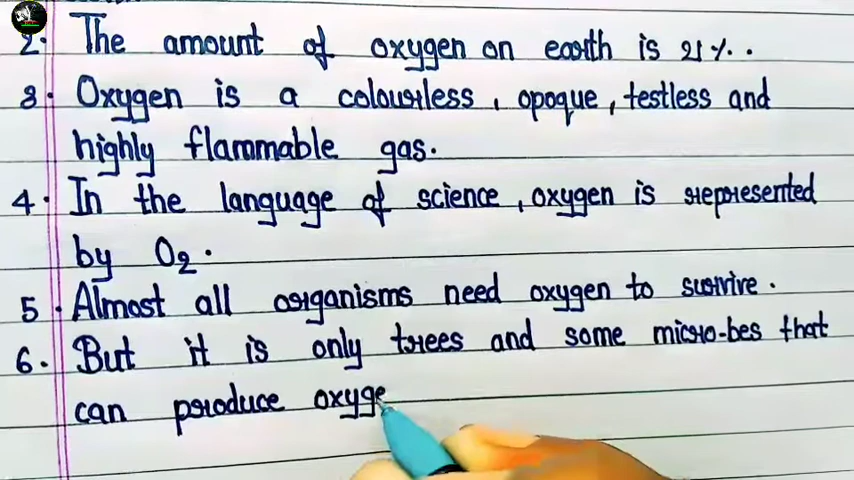 2. The amount of oxygen on earth is 21%.
3. Oxygen is a colourless, opoque, testless and
highly flammable gas.
4. In the language of science, oxygen is represented
by O2.
5. Almost all organisms need oxygen to survive.
6. But it is only trees and some micro-bes that
can produce oxyge